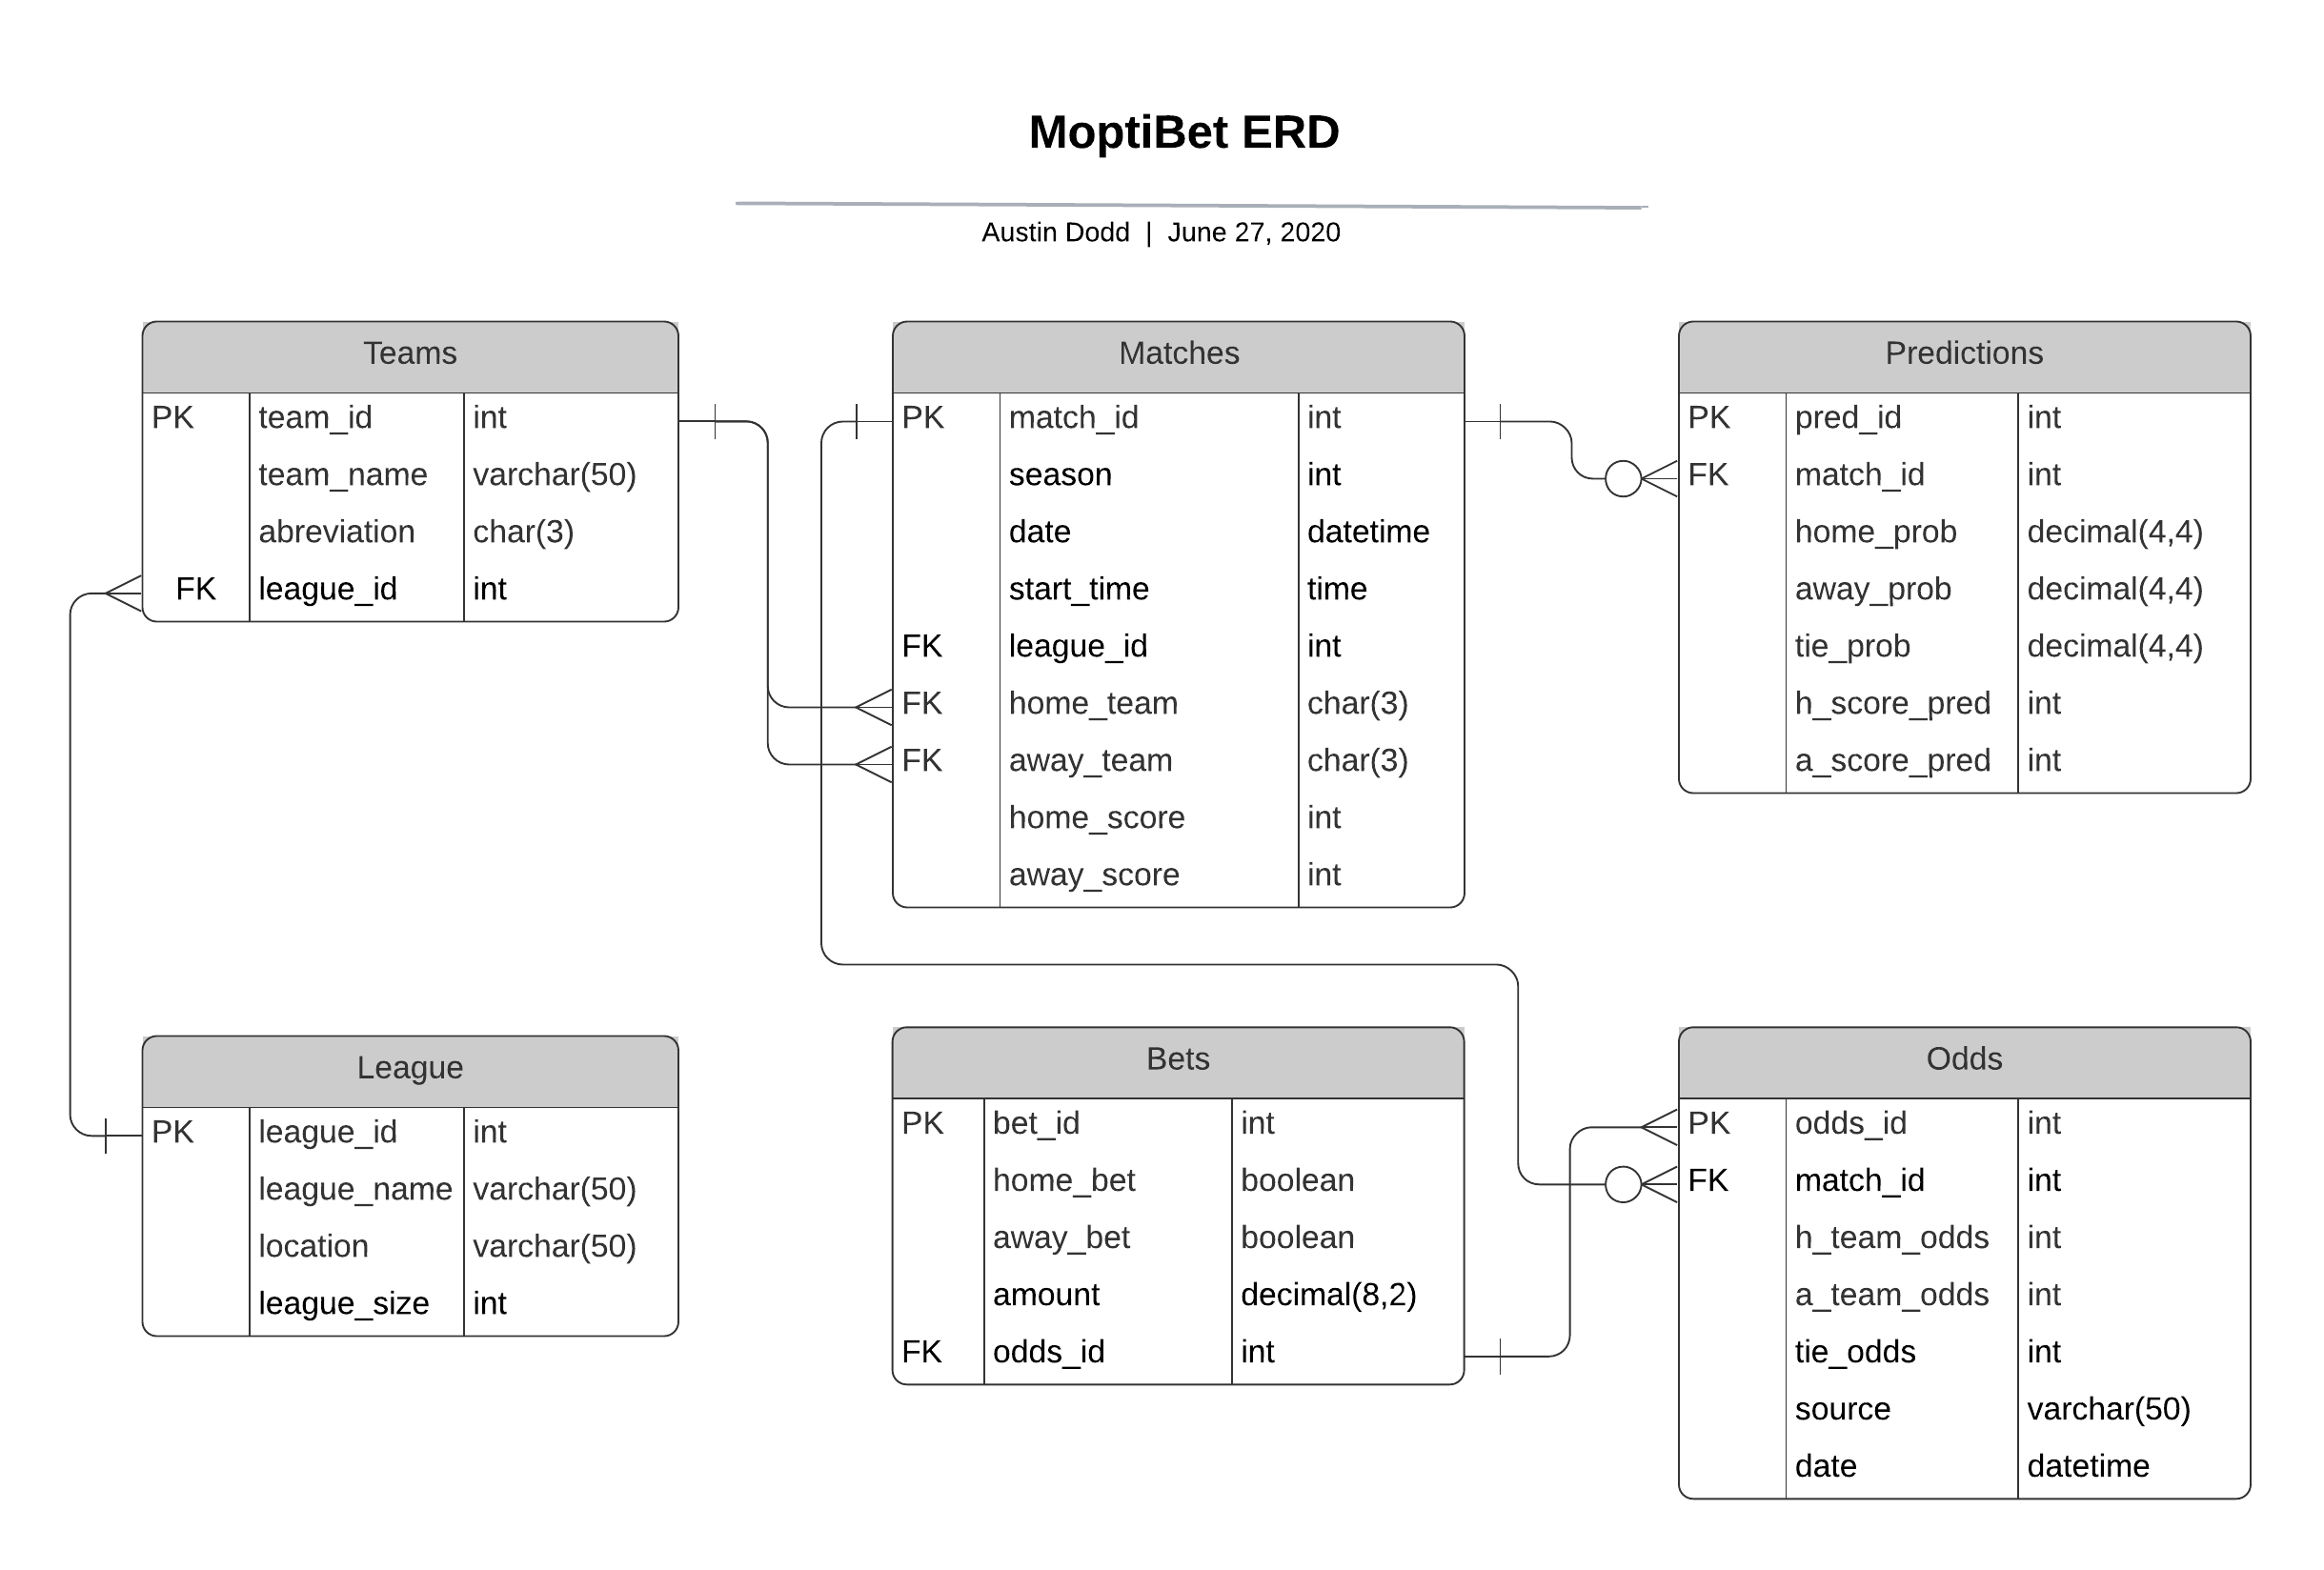 MoptiBet ERD
Austin Dodd | June 27, 2020
Teams
PK team_id int
team_name varchar(50)
abreviation char(3)
FK league_id int
Matches
PK match_id int
season int
date datetime
start_time time
FK league_id int
FK home_team char(3)
FK away_team char(3)
home_score int
away_score int
Predictions
PK pred_id int
FK match_id int
home_prob decimal(4,4)
away_prob decimal(4,4)
tie_prob decimal(4,4)
h_score_pred int
a_score_pred int
League
PK league_id int
league_name varchar(50)
location varchar(50)
league_size int
Bets
PK bet_id int
home_bet boolean
away_bet boolean
amount decimal(8,2)
FK odds_id int
Odds
PK odds_id int
FK match_id int
h_team_odds int
a_team_odds int
tie_odds int
source varchar(50)
date datetime